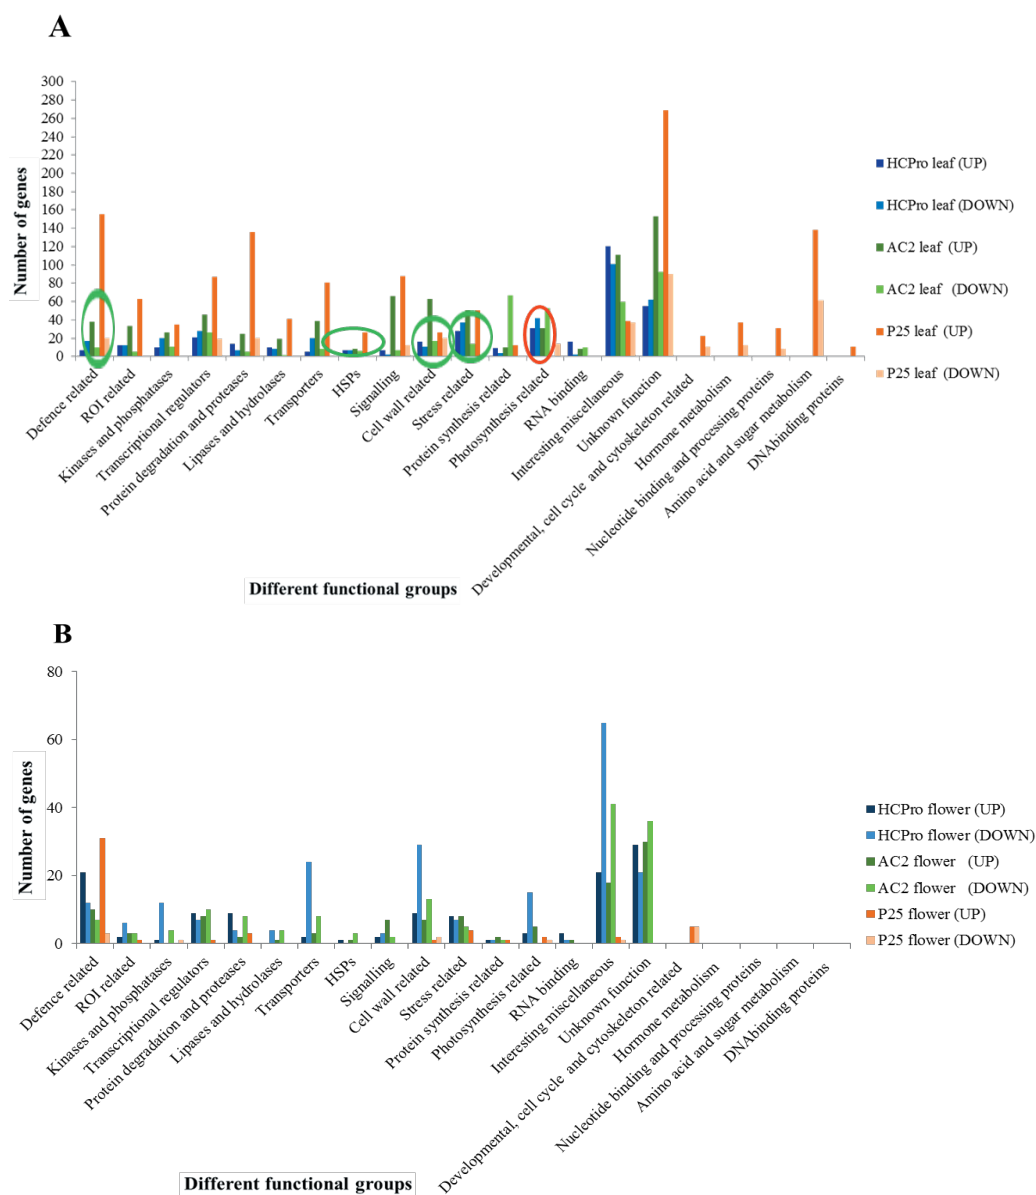 A
Number of genes
300
280
260
240
220
200
180
160
140
120
100
80
60
40
20
0
Defence related
ROI related
Kinases and phosphatases
Transcriptional regulators
Protein degradation and proteases
Lipases and hydrolases
Transporters
HSPs
Signalling
Cell wall related
Stress related
Protein synthesis related
Photosynthesis related
RNA binding
Interesting miscellaneous
Unknown function
Developmental, cell cycle and cytoskeleton related
Hormone metabolism
Nucleotide binding and processing proteins
Amino acid and sugar metabolism
DNAbinding proteins
Different functional groups
HCPro leaf (UP)
HCPro leaf (DOWN)
AC2 leaf (UP)
AC2 leaf (DOWN)
P25 leaf (UP)
P25 leaf (DOWN)
B
Number of genes
80
60
40
20
0
Defence related
ROI related
Kinases and phosphatases
Transcriptional regulators
Protein degradation and proteases
Lipases and hydrolases
Transporters
HSPs
Signalling
Cell wall related
Stress related
Protein synthesis related
Photosynthesis related
RNA binding
Interesting miscellaneous
Unknown function
Developmental, cell cycle and cytoskeleton related
Hormone metabolism
Nucleotide binding and processing proteins
Amino acid and sugar metabolism
DNAbinding proteins
Different functional groups
HCPro flower (UP)
HCPro flower (DOWN)
AC2 flower (UP)
AC2 flower (DOWN)
P25 flower (UP)
P25 flower (DOWN)